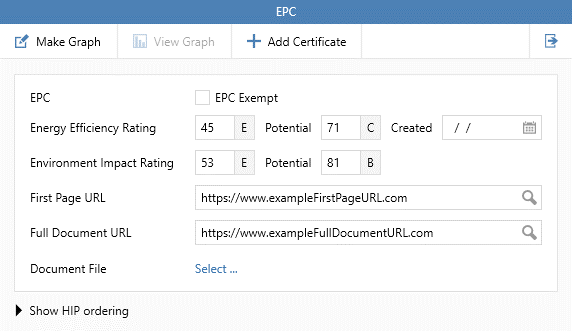 EPC
Make Graph View Graph Add Certificate
EPC EPC Exempt
Energy Efficiency Rating 45 E Potential 71 C Created / /
Environment Impact Rating 53 E Potential 81 B
First Page URL https://www.exampleFirstPageURL.com
Full Document URL https://www.exampleFullDocumentURL.com
Document File Select ...
Show HIP ordering